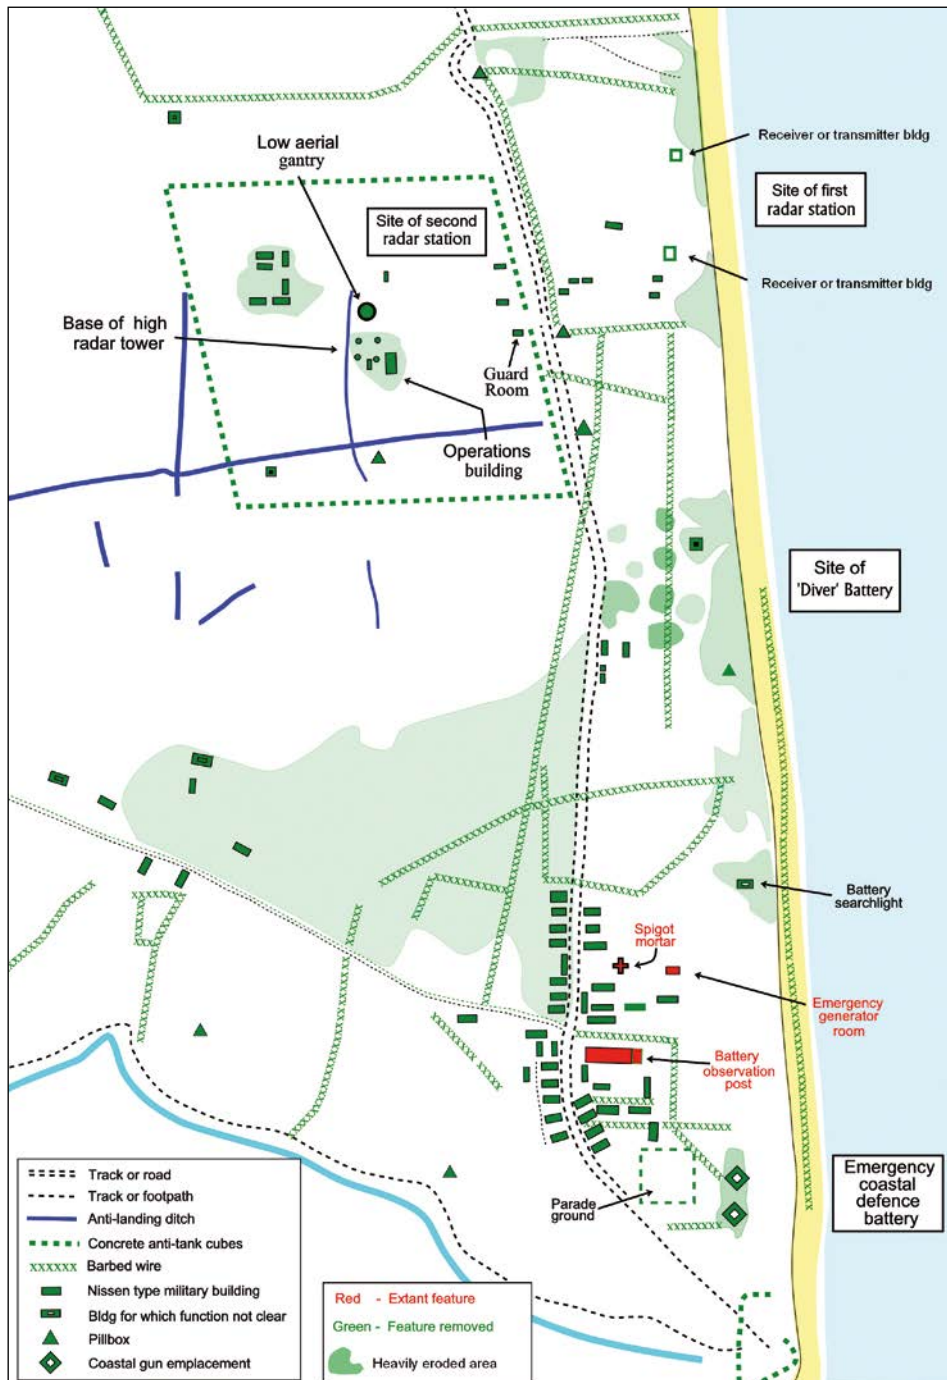 Receiver or transmitter bldg
Low aerial
gantry
Site of first
radar station
Site of second
radar station
Receiver or transmitter bldg
Base of high
radar tower
Guard
Room
Operations
building
Site of
'Diver' Battery
Battery
searchlight
Spigot
mortar
Emergency
generator
room
Battery
observation
post
Parade
ground
Emergency
coastal
defence
battery
Track or road
Track or footpath
Anti-landing ditch
Concrete anti-tank cubes
Barbed wire
Nissen type military building
Bldg for which function not clear
Pillbox
Coastal gun emplacement
Red - Extant feature
Green - Feature removed
Heavily eroded area